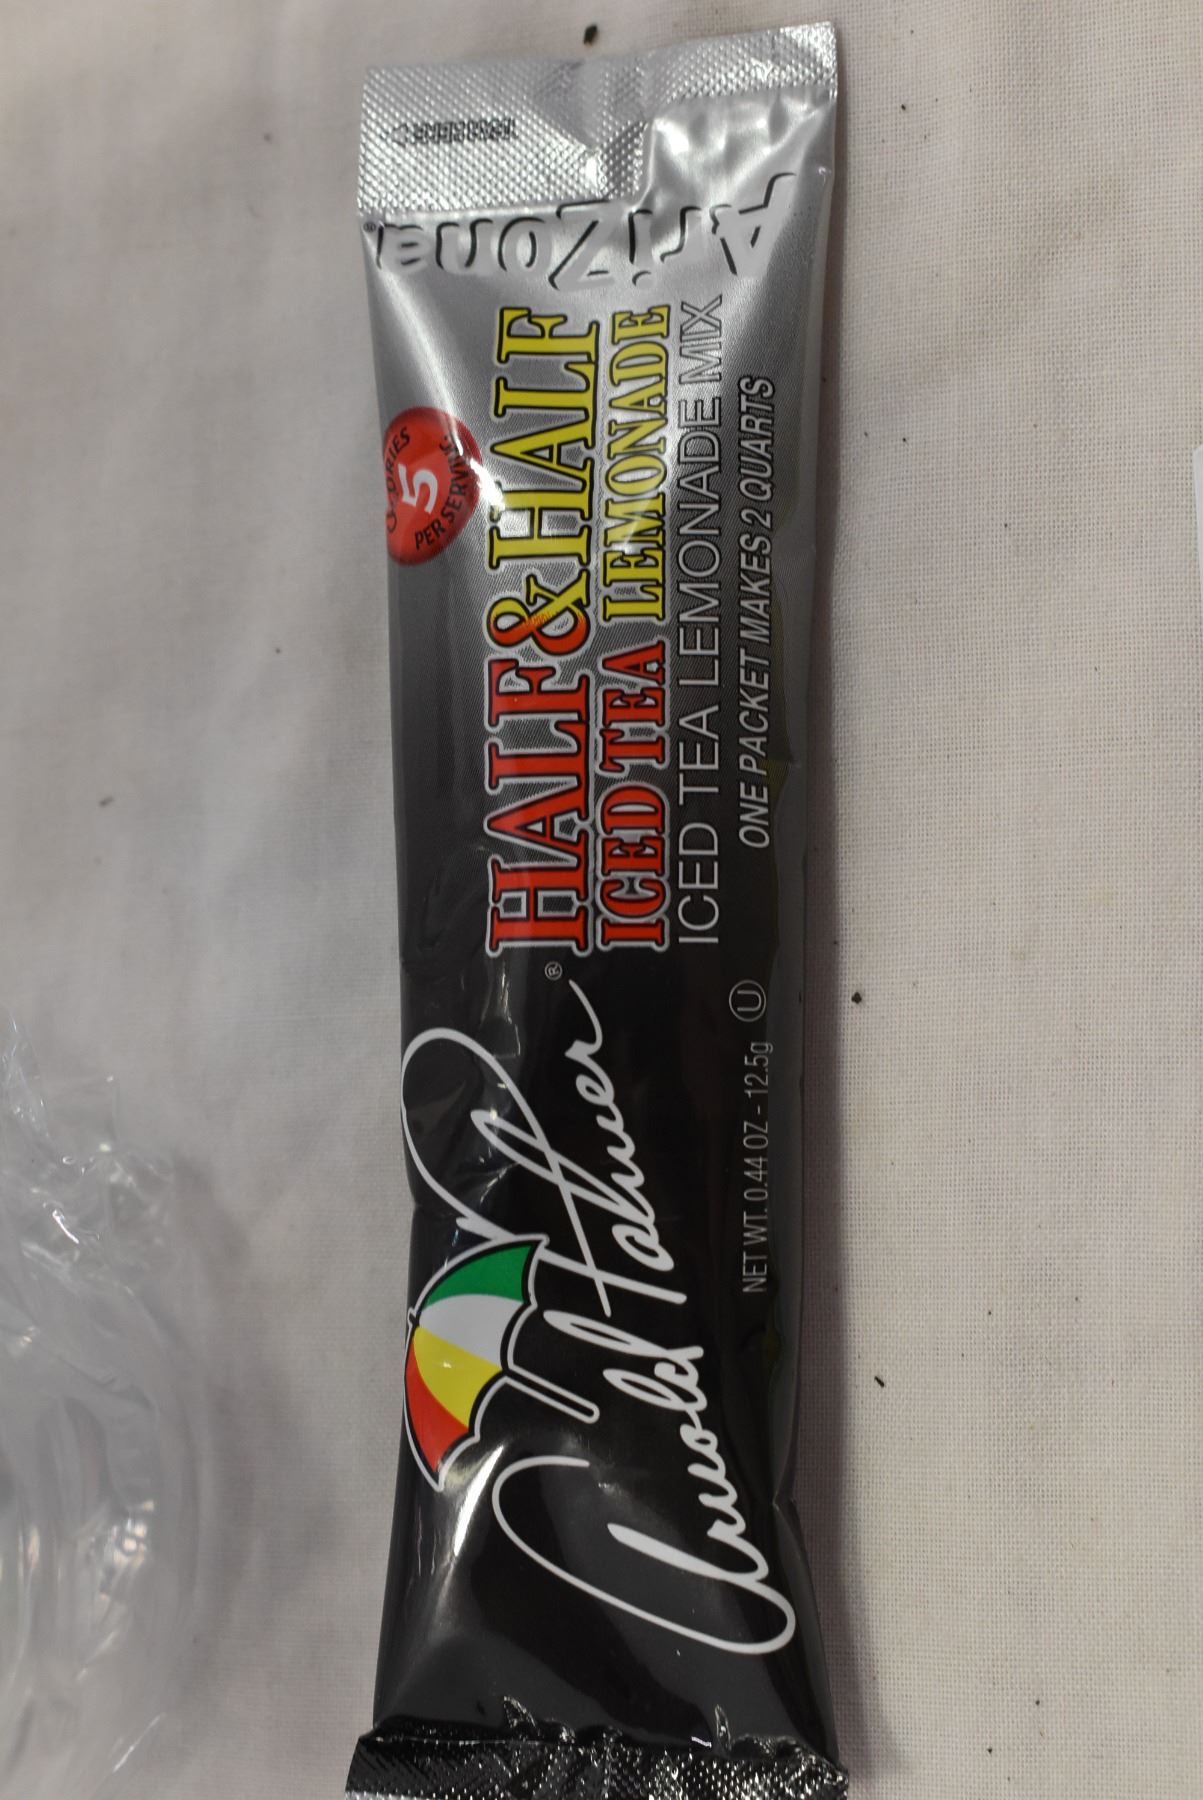 AriZona®
CALORIES
5
PER SERVING
HALF & HALF
ICED TEA LEMONADE
ICED TEA LEMONADE MIX
ONE PACKET MAKES 2 QUARTS
Arnold Palmer®
NET WT. 0.44 OZ - 12.5g U